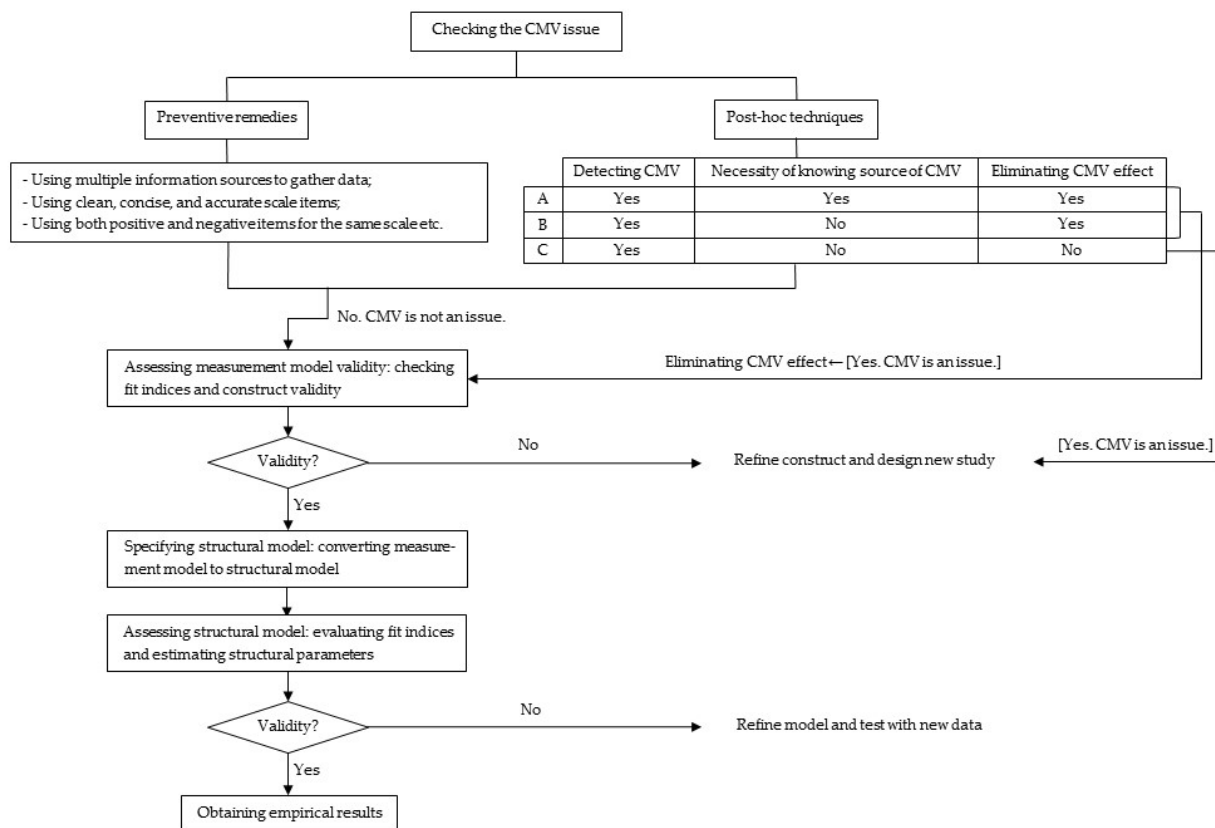 Checking the CMV issue
Preventive remedies
Post-hoc techniques
- Using multiple information sources to gather data;
- Using clean, concise, and accurate scale items;
- Using both positive and negative items for the same scale etc.
Detecting CMV Necessity of knowing source of CMV Eliminating CMV effect
A Yes Yes Yes
B Yes No Yes
C Yes No No
No. CMV is not an issue.
Assessing measurement model validity: checking
fit indices and construct validity
Eliminating CMV effect← [Yes. CMV is an issue.]
Validity?
No
Refine construct and design new study
[Yes. CMV is an issue.]
Yes
Specifying structural model: converting measure-
ment model to structural model
Assessing structural model: evaluating fit indices
and estimating structural parameters
Validity?
No
Refine model and test with new data
Yes
Obtaining empirical results